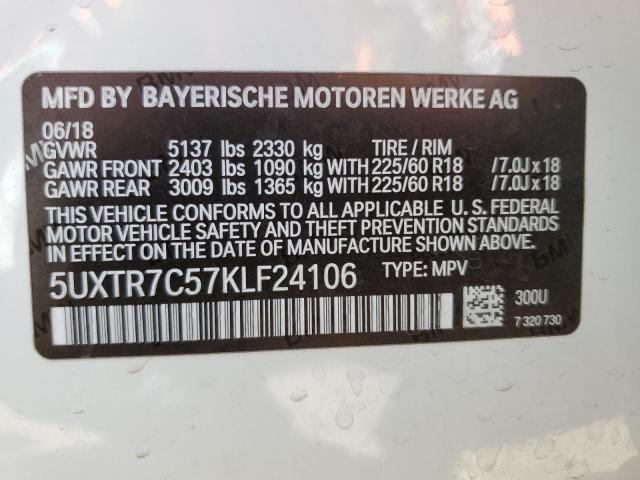 MFD BY BAYERISCHE MOTOREN WERKE AG
06/18
GVWR 5137 lbs 2330 kg TIRE / RIM
GAWR FRONT 2403 lbs 1090 kg WITH 225/60 R18 /7.0J x 18
GAWR REAR 3009 lbs 1365 kg WITH 225/60 R18 /7.0J x 18
THIS VEHICLE CONFORMS TO ALL APPLICABLE U. S. FEDERAL
MOTOR VEHICLE SAFETY AND THEFT PREVENTION STANDARDS
IN EFFECT ON THE DATE OF MANUFACTURE SHOWN ABOVE.
5UXTR7C57KLF24106 TYPE: MPV
300U
7 320 730